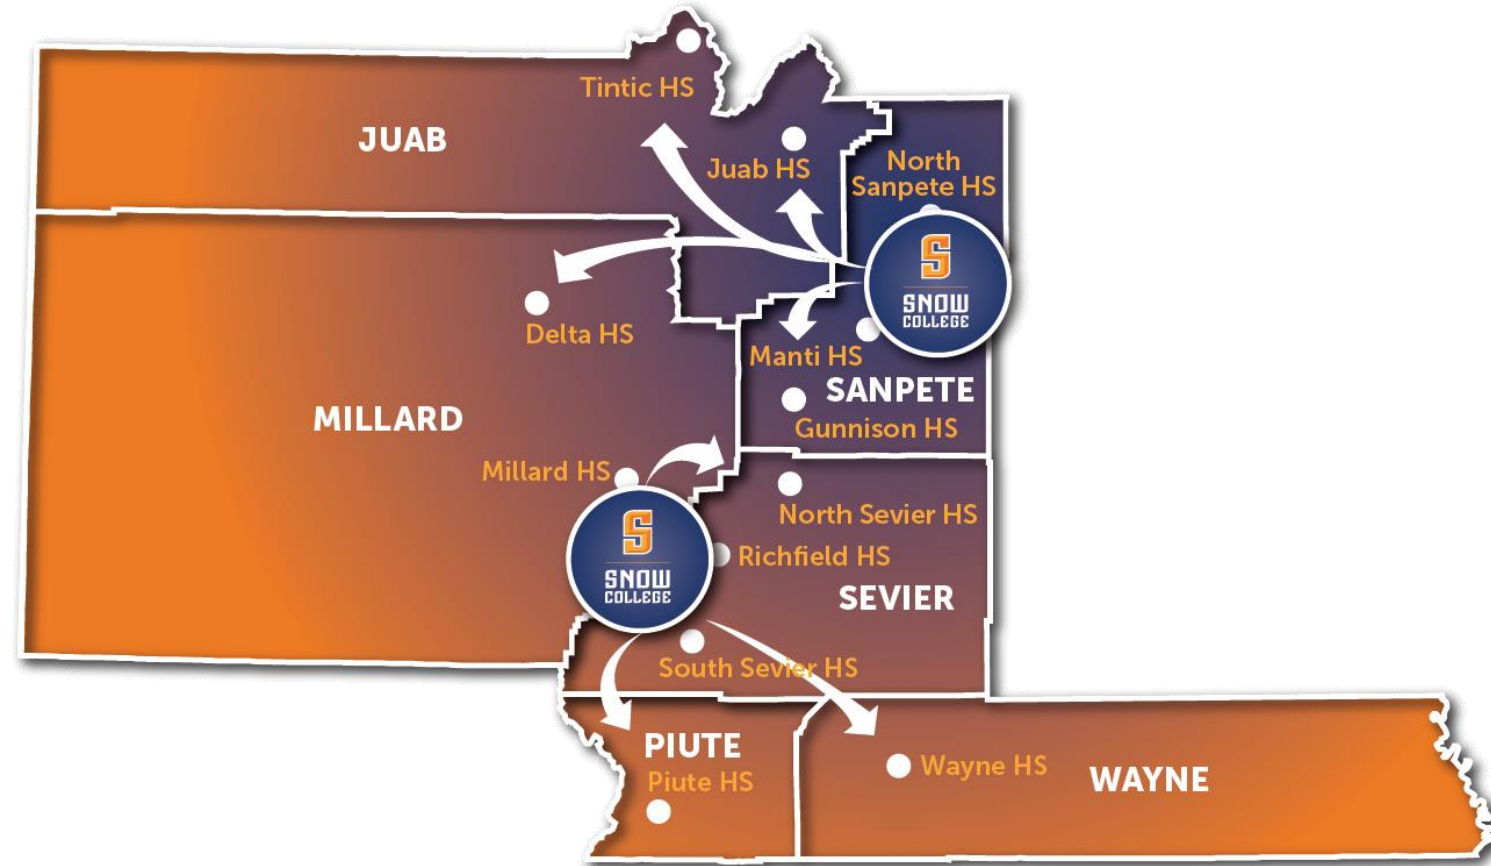 Tintic HS
JUAB
Juab HS
North
Sanpete HS
S
SNOW
COLLEGE
Delta HS
Manti HS
SANPETE
MILLARD
Gunnison HS
Millard HS
North Sevier HS
S
SNOW
COLLEGE
Richfield HS
SEVIER
South Sevier HS
PIUTE
Piute HS
Wayne HS
WAYNE